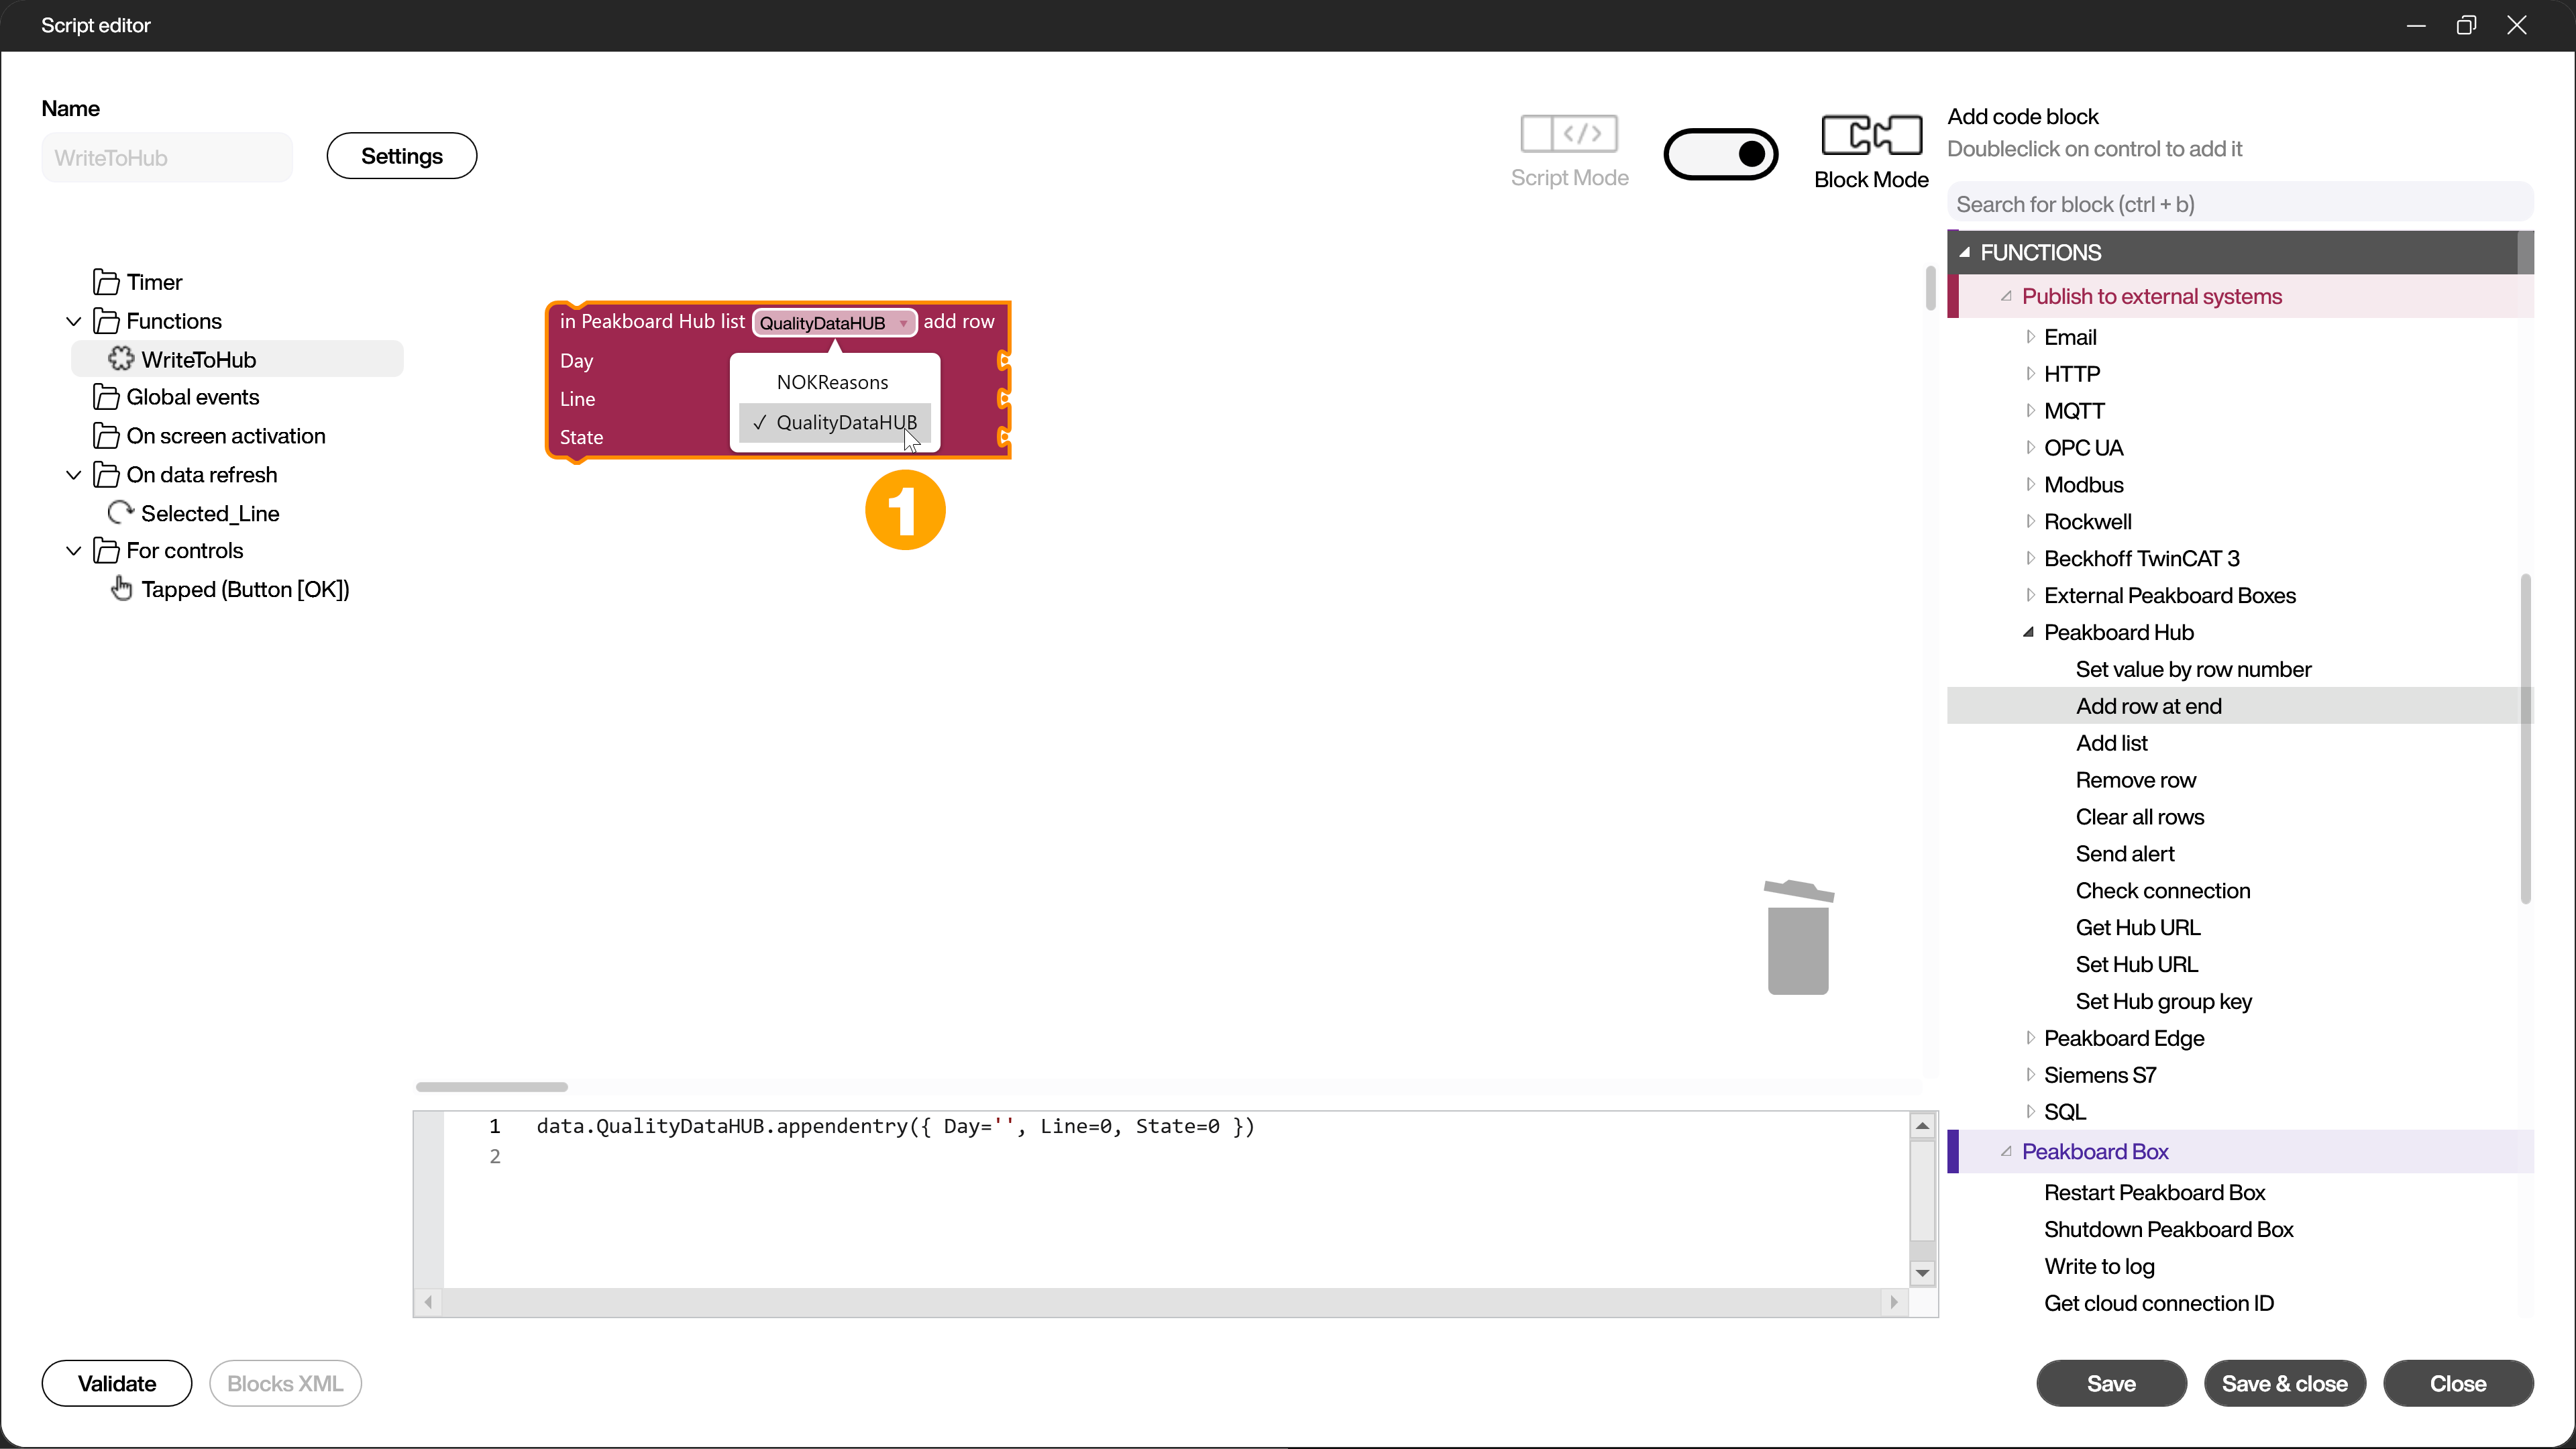 Script editor
Name
WriteToHub
Settings
Script Mode
Block Mode
Add code block
Doubleclick on control to add it
Search for block (ctrl + b)
Timer
Functions
WriteToHub
Global events
On screen activation
On data refresh
Selected_Line
For controls
Tapped (Button [OK])
in Peakboard Hub list QualityDataHUB add row
Day
Line
State
NOKReasons
✓ QualityDataHUB
1
FUNCTIONS
Publish to external systems
Email
HTTP
MQTT
OPC UA
Modbus
Rockwell
Beckhoff TwinCAT 3
External Peakboard Boxes
Peakboard Hub
Set value by row number
Add row at end
Add list
Remove row
Clear all rows
Send alert
Check connection
Get Hub URL
Set Hub URL
Set Hub group key
Peakboard Edge
Siemens S7
SQL
Peakboard Box
Restart Peakboard Box
Shutdown Peakboard Box
Write to log
Get cloud connection ID
1 data.QualityDataHUB.appendentry({ Day='', Line=0, State=0 })
2
Validate
Blocks XML
Save
Save & close
Close